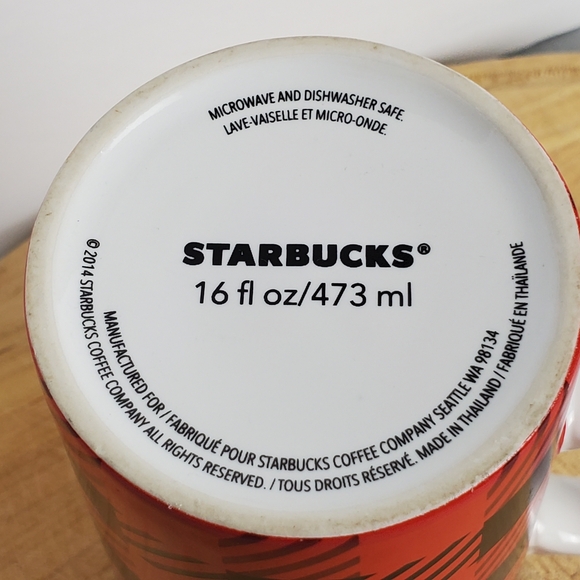 MICROWAVE AND DISHWASHER SAFE.
LAVE-VAISELLE ET MICRO-ONDE.
STARBUCKS®
16 fl oz/473 ml
MANUFACTURED FOR / FABRIQUÉ POUR STARBUCKS COFFEE COMPANY SEATTLE WA 98134
© 2014 STARBUCKS COFFEE COMPANY ALL RIGHTS RESERVED. / TOUS DROITS RÉSERVÉ. MADE IN THAILAND / FABRIQUÉ EN THAÏLANDE